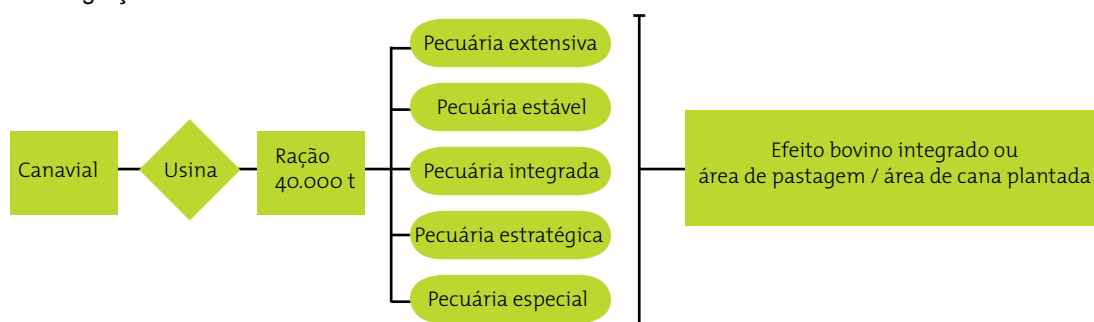 Pecuária extensiva
Pecuária estável
Canavial
Usina
Ração
40.000 t
Pecuária integrada
Pecuária estratégica
Pecuária especial
Efeito bovino integrado ou
área de pastagem / área de cana plantada